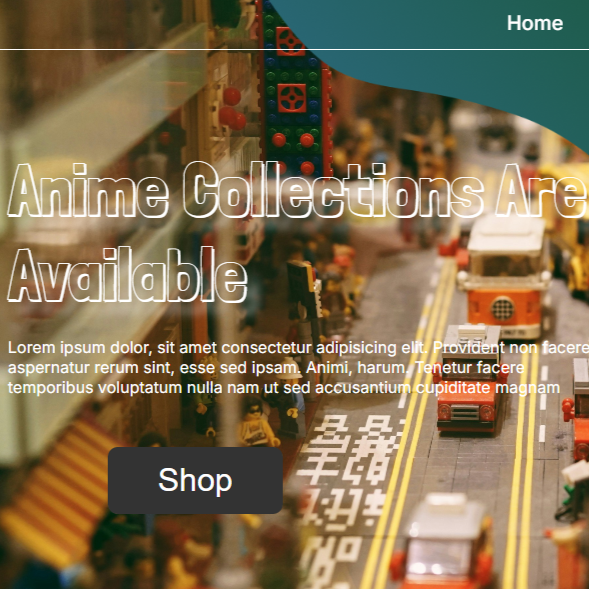 Home
Anime Collections Are
Available
Lorem ipsum dolor, sit amet consectetur adipisicing elit. Provident non facere
aspernatur rerum sint, esse sed ipsam. Animi, harum. Tenetur facere
temporibus voluptatum nulla nam ut sed accusantium cupiditate magnam
Shop